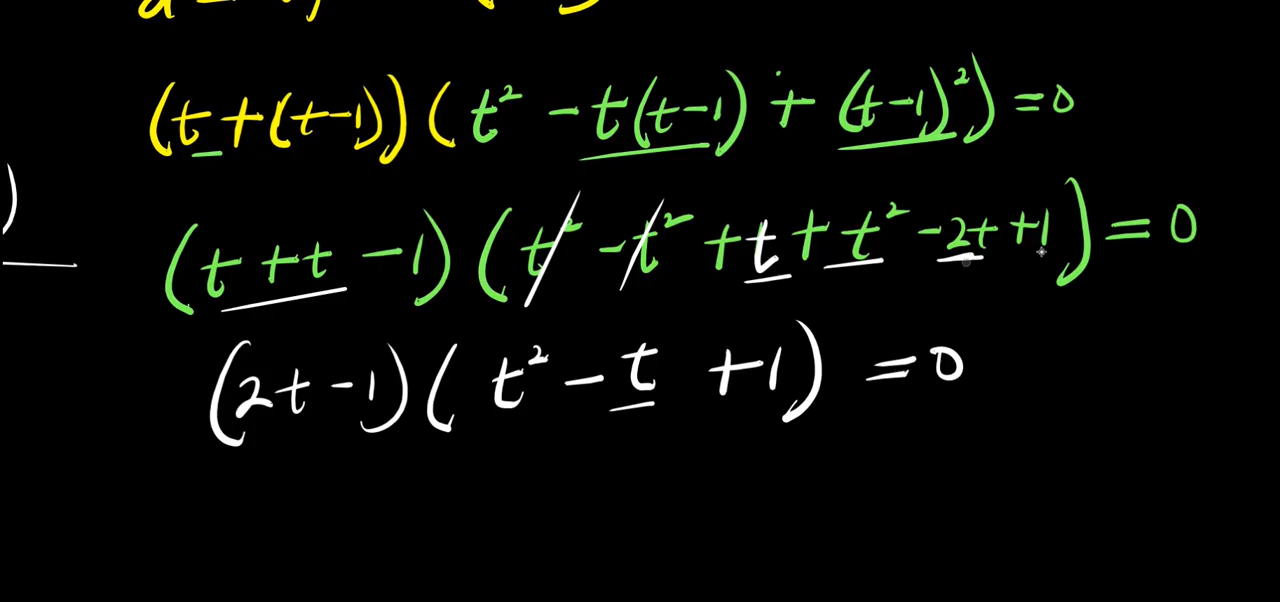 (t+(t-1))(t² -t(t-1) + (t-1)²) =0
)
(t+t-1)(t² -t² +t+t² -2t+1) = 0
(2t-1)(t² - t +1) =0